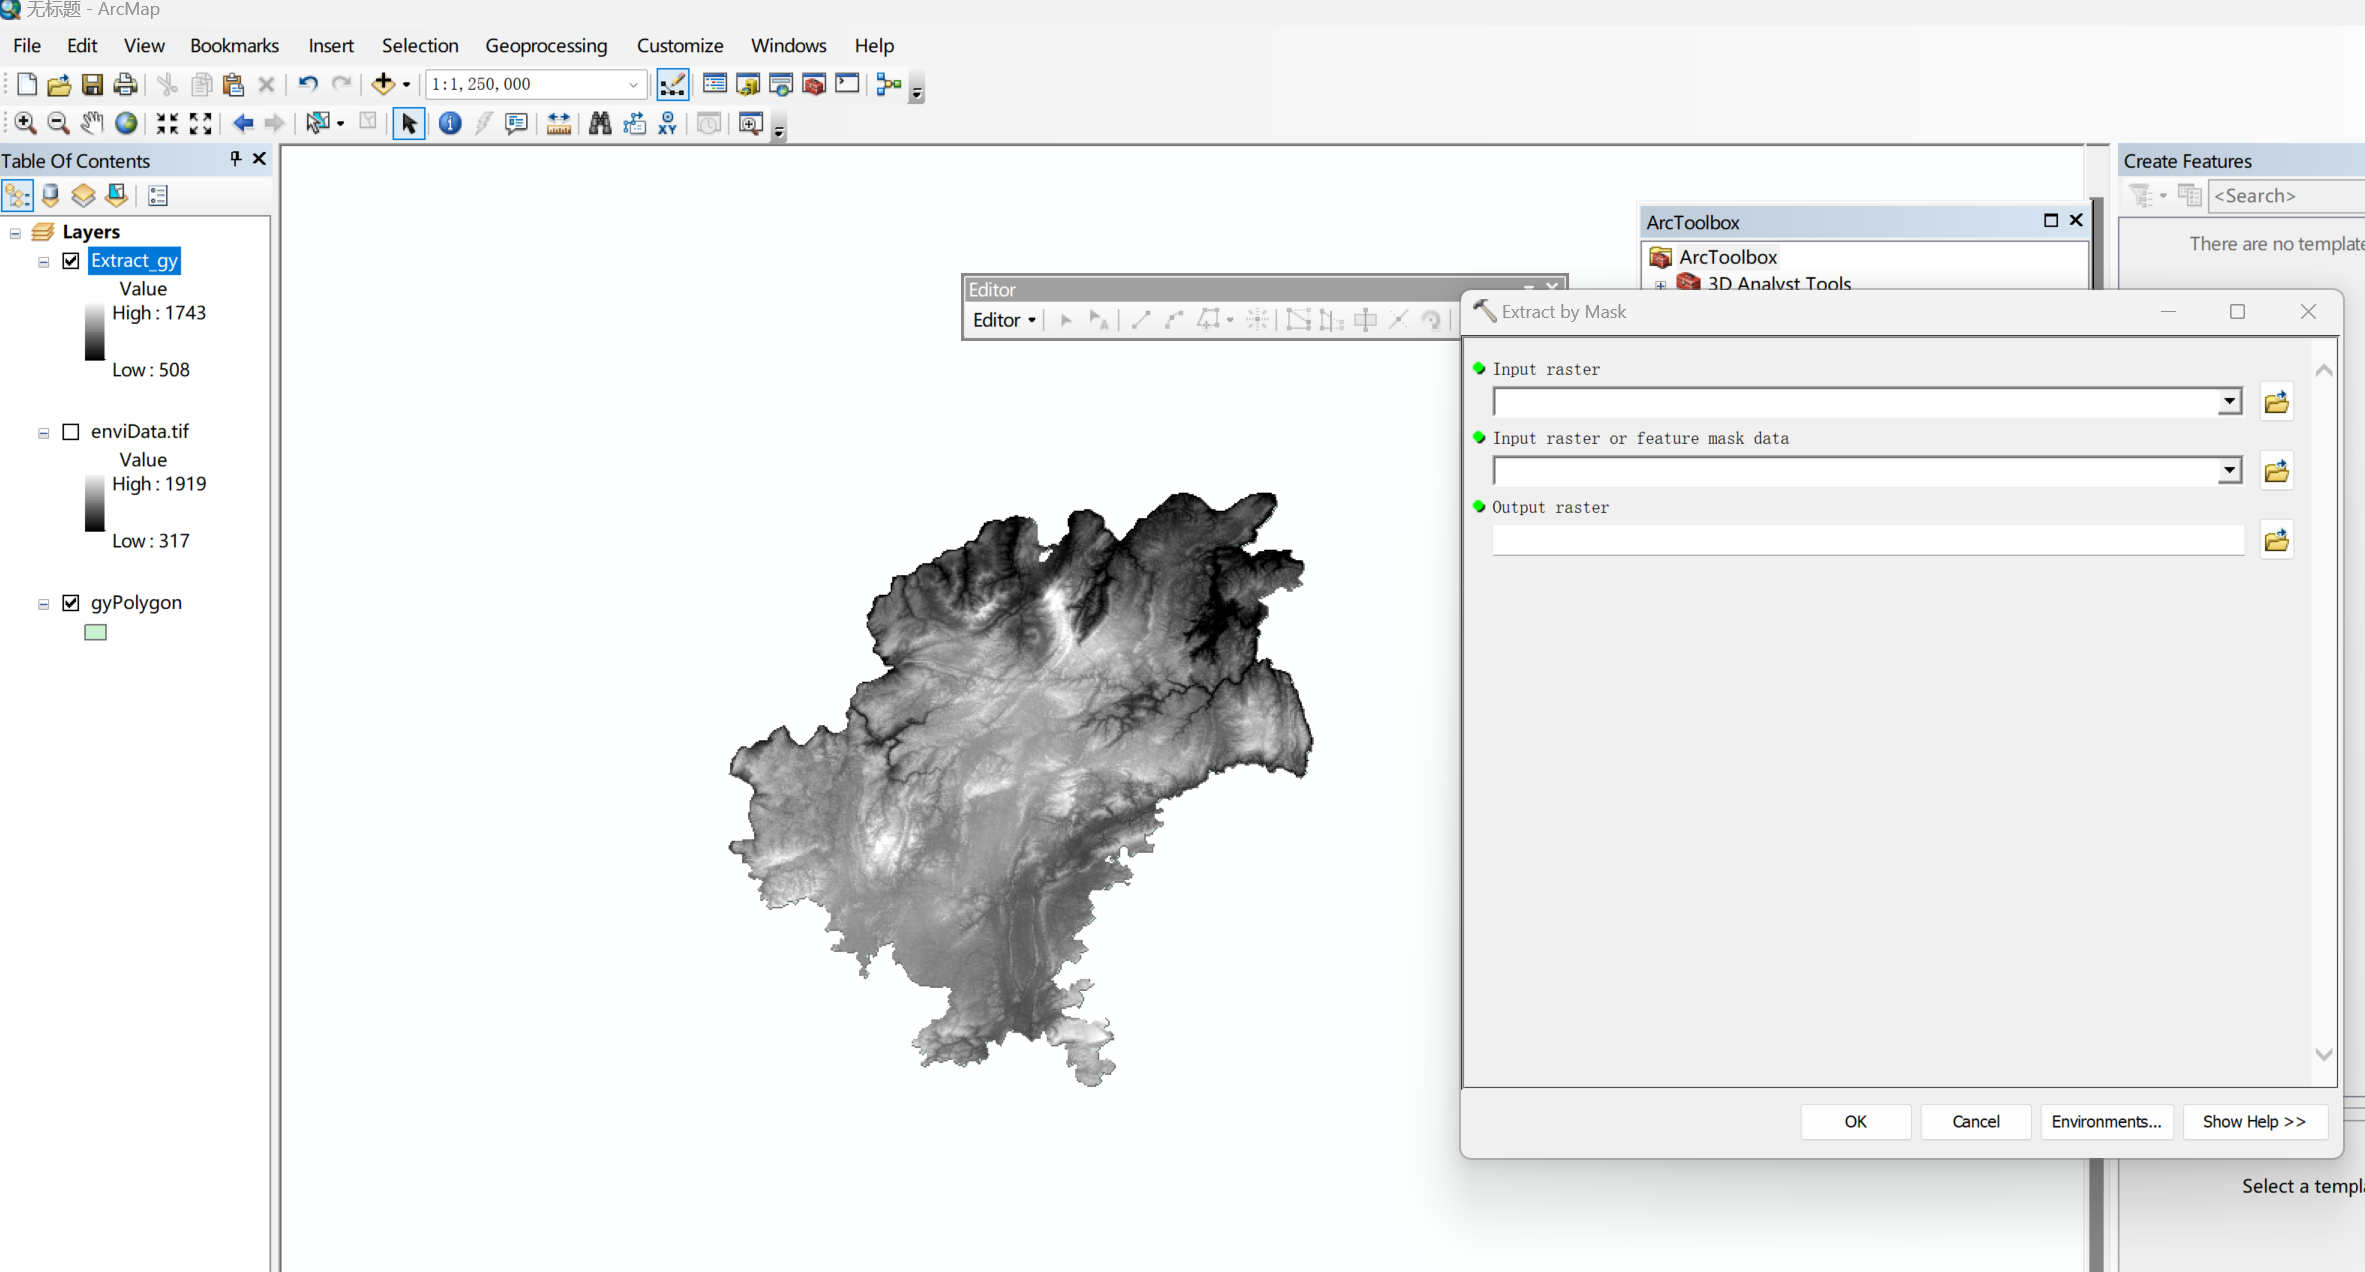 无标题 - ArcMap
File Edit View Bookmarks Insert Selection Geoprocessing Customize Windows Help
1:1,250,000
XY
Table Of Contents
Layers
Extract_gy
Value
High : 1743
Low : 508
enviData.tif
Value
High : 1919
Low : 317
gyPolygon
Editor
Editor
ArcToolbox
ArcToolbox
3D Analyst Tools
Extract by Mask
Input raster
Input raster or feature mask data
Output raster
OK Cancel Environments... Show Help >>
Create Features
<Search>
There are no template
Select a templa